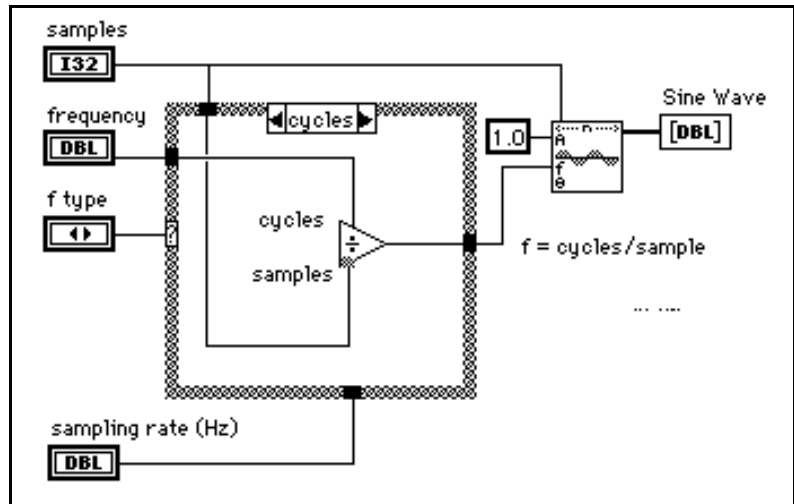 samples
I32
frequency
DBL
f type
cycles
cycles
÷
samples
sampling rate (Hz)
DBL
1.0
n
A
f
θ
Sine Wave
[DBL]
f = cycles/sample